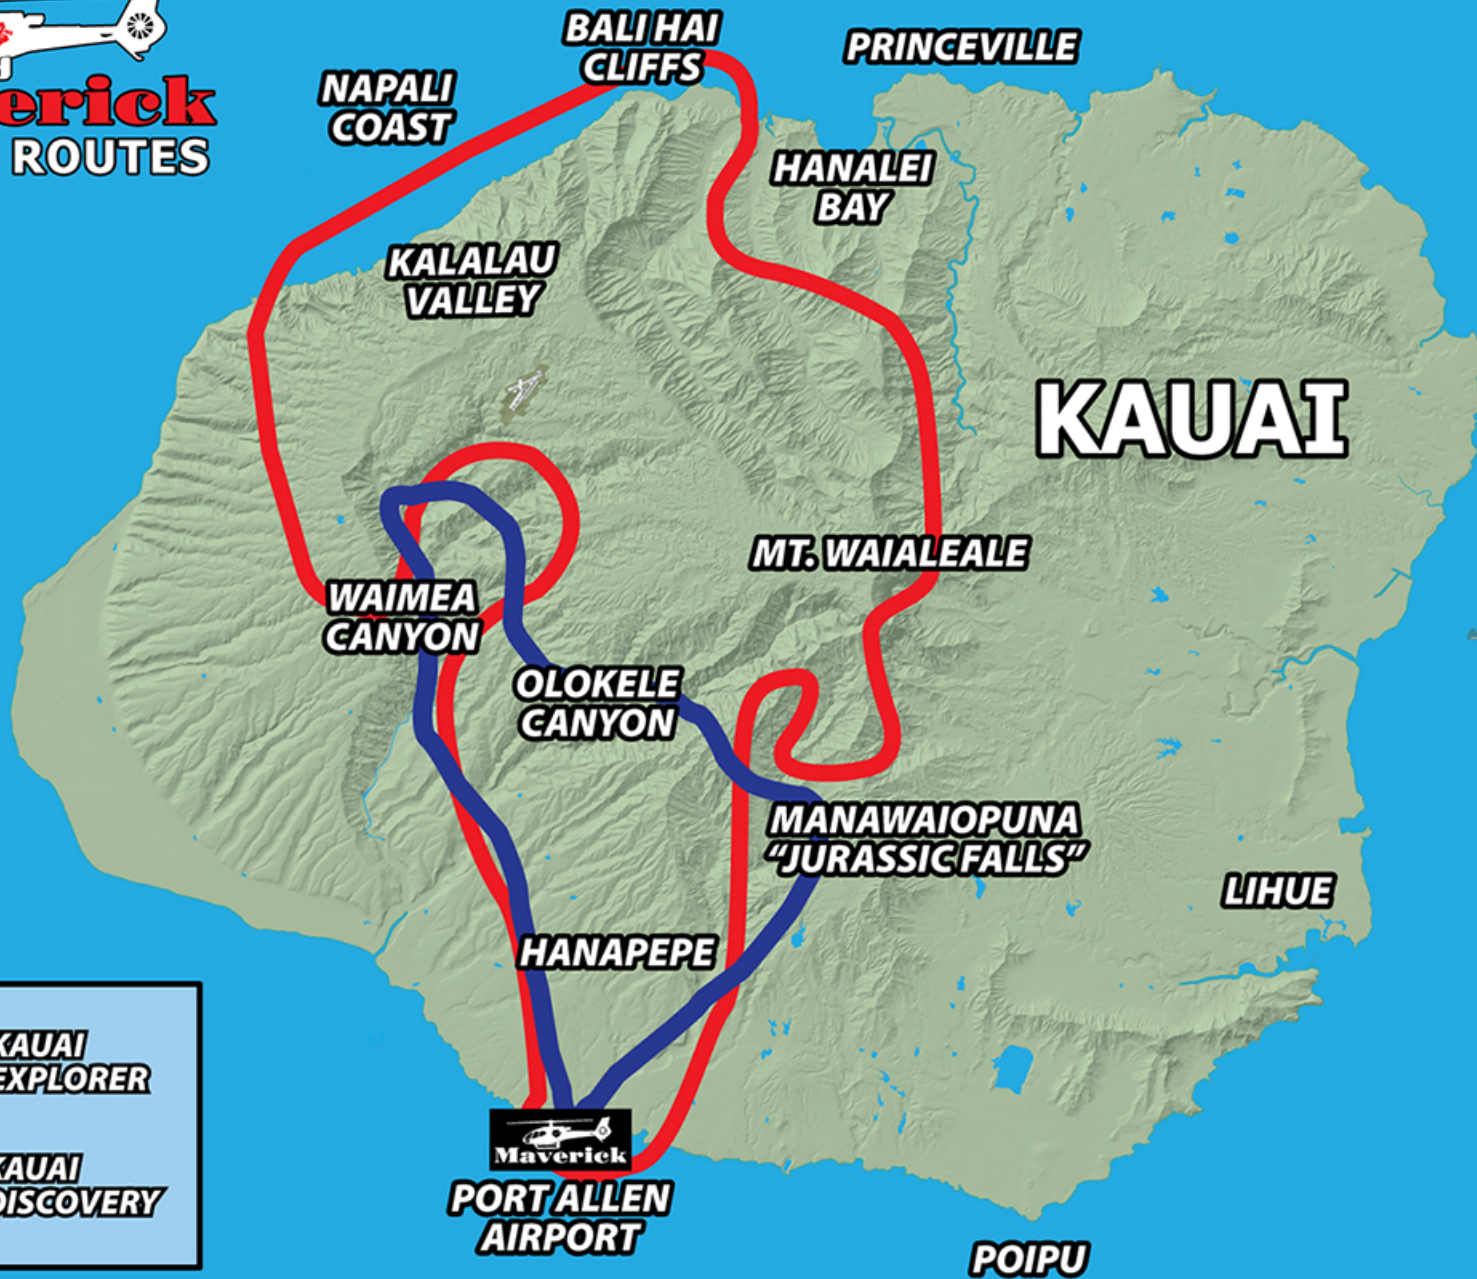 erick
ROUTES
BALI HAI
CLIFFS
PRINCEVILLE
NAPALI
COAST
HANALEI
BAY
KALALAU
VALLEY
KAUAI
MT. WAIALEALE
WAIMEA
CANYON
OLOKELE
CANYON
MANAWAIOPUNA
"JURASSIC FALLS"
LIHUE
HANAPEPE
KAUAI
EXPLORER
KAUAI
DISCOVERY
Maverick
PORT ALLEN
AIRPORT
POIPU